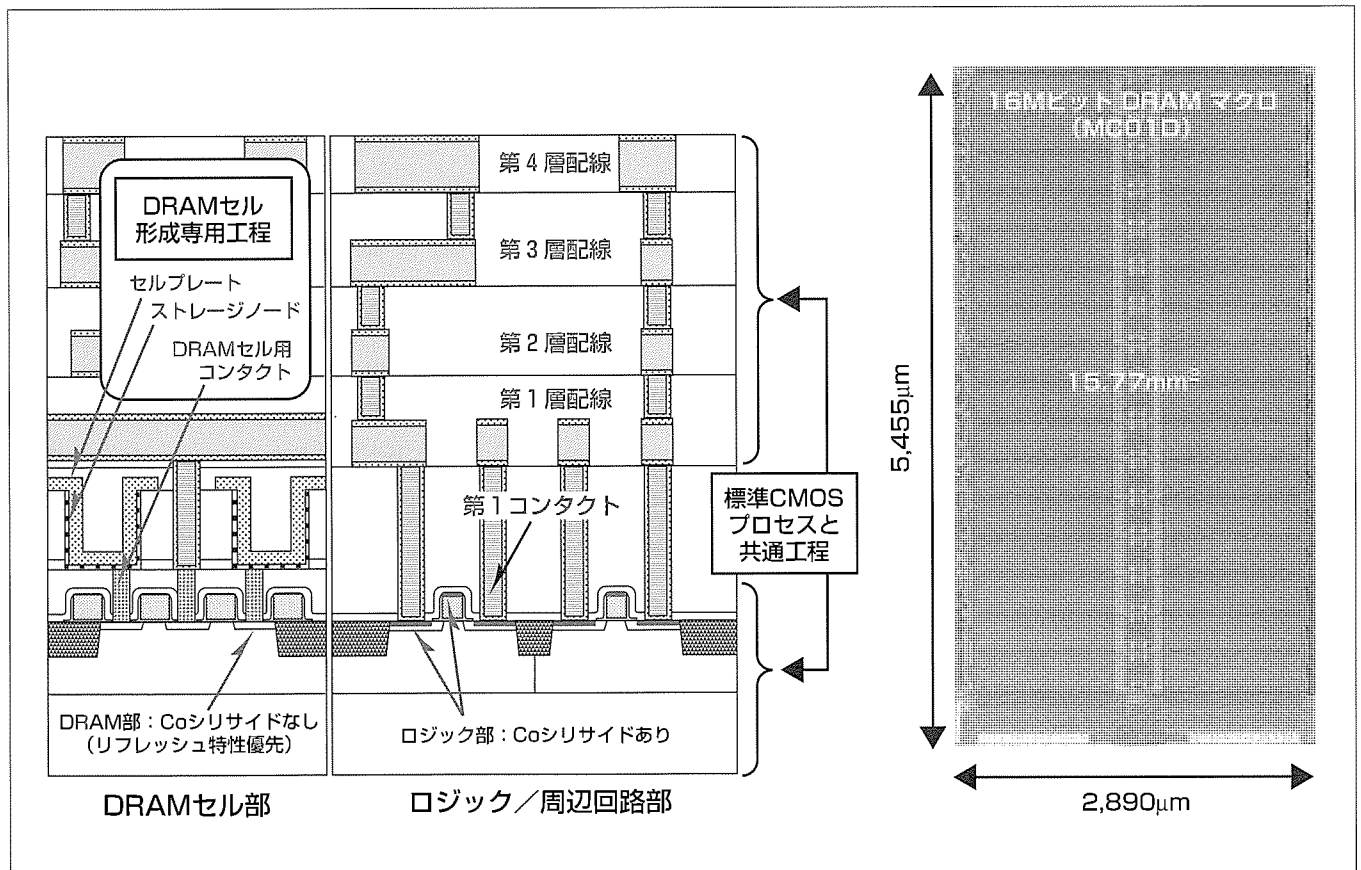 DRAMセル
形成専用工程
セルプレート
ストレージノード
DRAMセル用
コンタクト
DRAM部：Coシリサイドなし
（リフレッシュ特性優先）
DRAMセル部
第4層配線
第3層配線
第2層配線
第1層配線
第1コンタクト
ロジック部：Coシリサイドあり
ロジック／周辺回路部
標準CMOS
プロセスと
共通工程
16Mビット DRAM マクロ
（MC01D）
15.77mm²
5,455μm
2,890μm